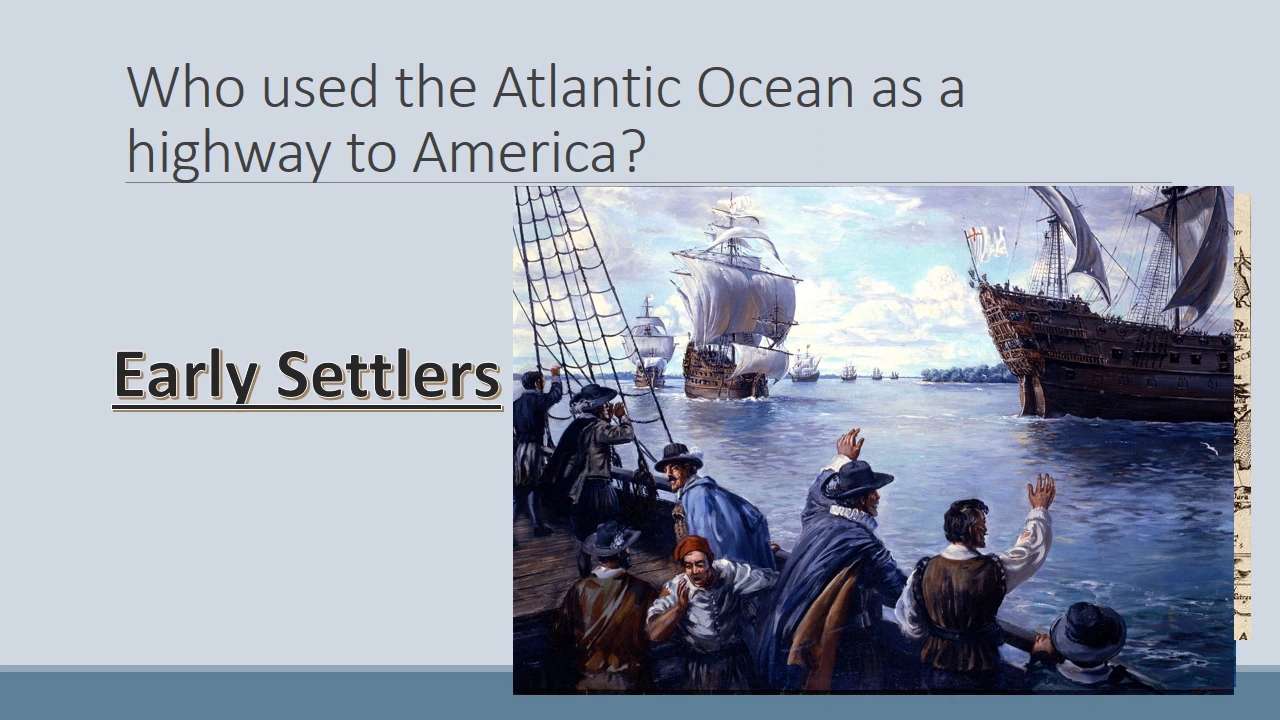 Who used the Atlantic Ocean as a
highway to America?
Early Settlers